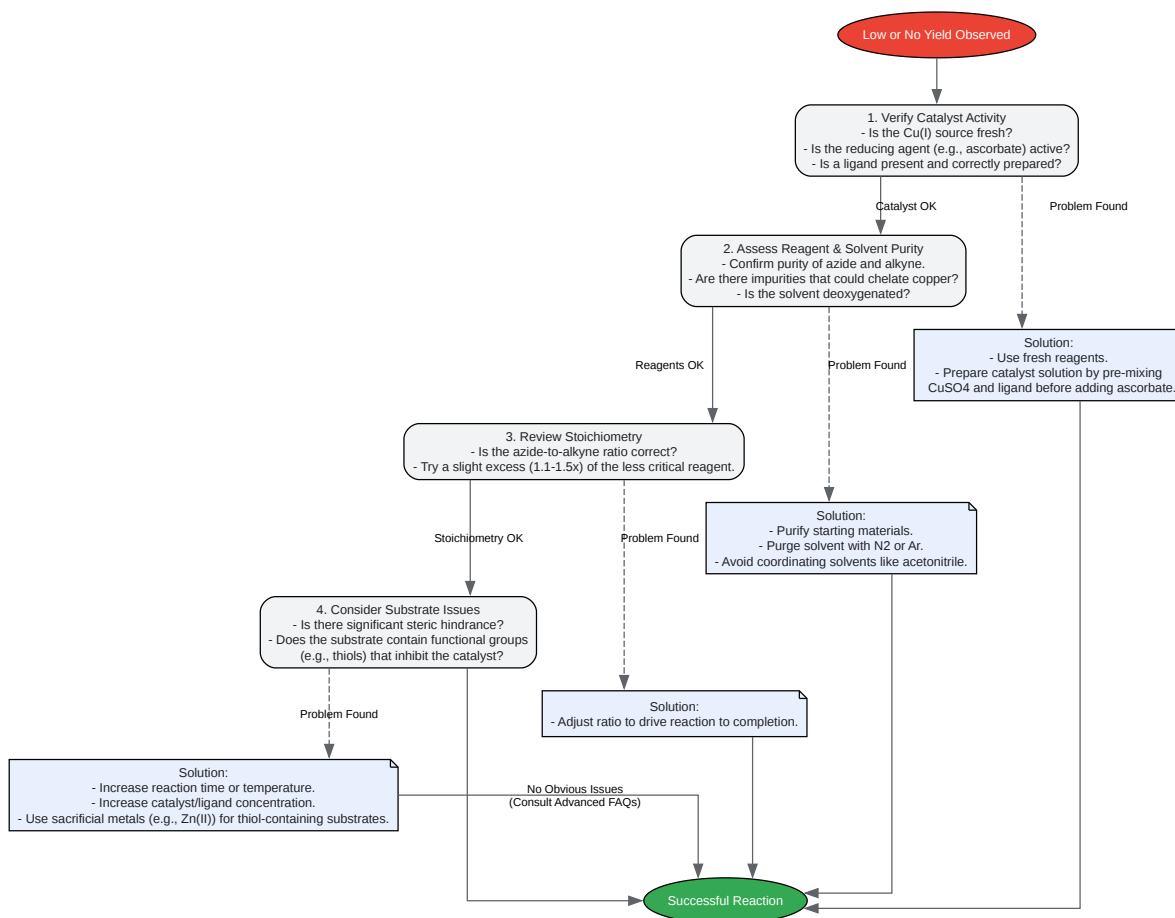 Low or No Yield Observed
1. Verify Catalyst Activity
- Is the Cu(I) source fresh?
- Is the reducing agent (e.g., ascorbate) active?
- Is a ligand present and correctly prepared?
Catalyst OK
Problem Found
2. Assess Reagent & Solvent Purity
- Confirm purity of azide and alkyne.
- Are there impurities that could chelate copper?
- Is the solvent deoxygenated?
Solution:
- Use fresh reagents.
- Prepare catalyst solution by pre-mixing
CuSO4 and ligand before adding ascorbate.
Reagents OK
Problem Found
3. Review Stoichiometry
- Is the azide-to-alkyne ratio correct?
- Try a slight excess (1.1-1.5x) of the less critical reagent.
Solution:
- Purify starting materials.
- Purge solvent with N2 or Ar.
- Avoid coordinating solvents like acetonitrile.
Stoichiometry OK
Problem Found
4. Consider Substrate Issues
- Is there significant steric hindrance?
- Does the substrate contain functional groups
(e.g., thiols) that inhibit the catalyst?
Solution:
- Adjust ratio to drive reaction to completion.
Problem Found
Solution:
- Increase reaction time or temperature.
- Increase catalyst/ligand concentration.
- Use sacrificial metals (e.g., Zn(II)) for thiol-containing substrates.
No Obvious Issues
(Consult Advanced FAQs)
Successful Reaction